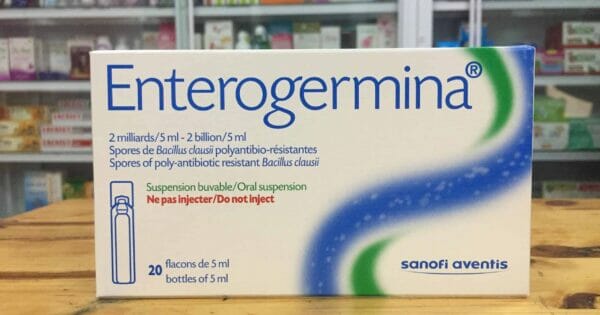 Enterogermina®
2 milliards/5 ml - 2 billion/5 ml
Spores de Bacillus clausii polyantibio-résistantes
Spores of poly-antibiotic resistant Bacillus clausii
Suspension buvable/Oral suspension
Ne pas injecter/Do not inject
20 flacons de 5 ml
bottles of 5 ml
sanofi aventis